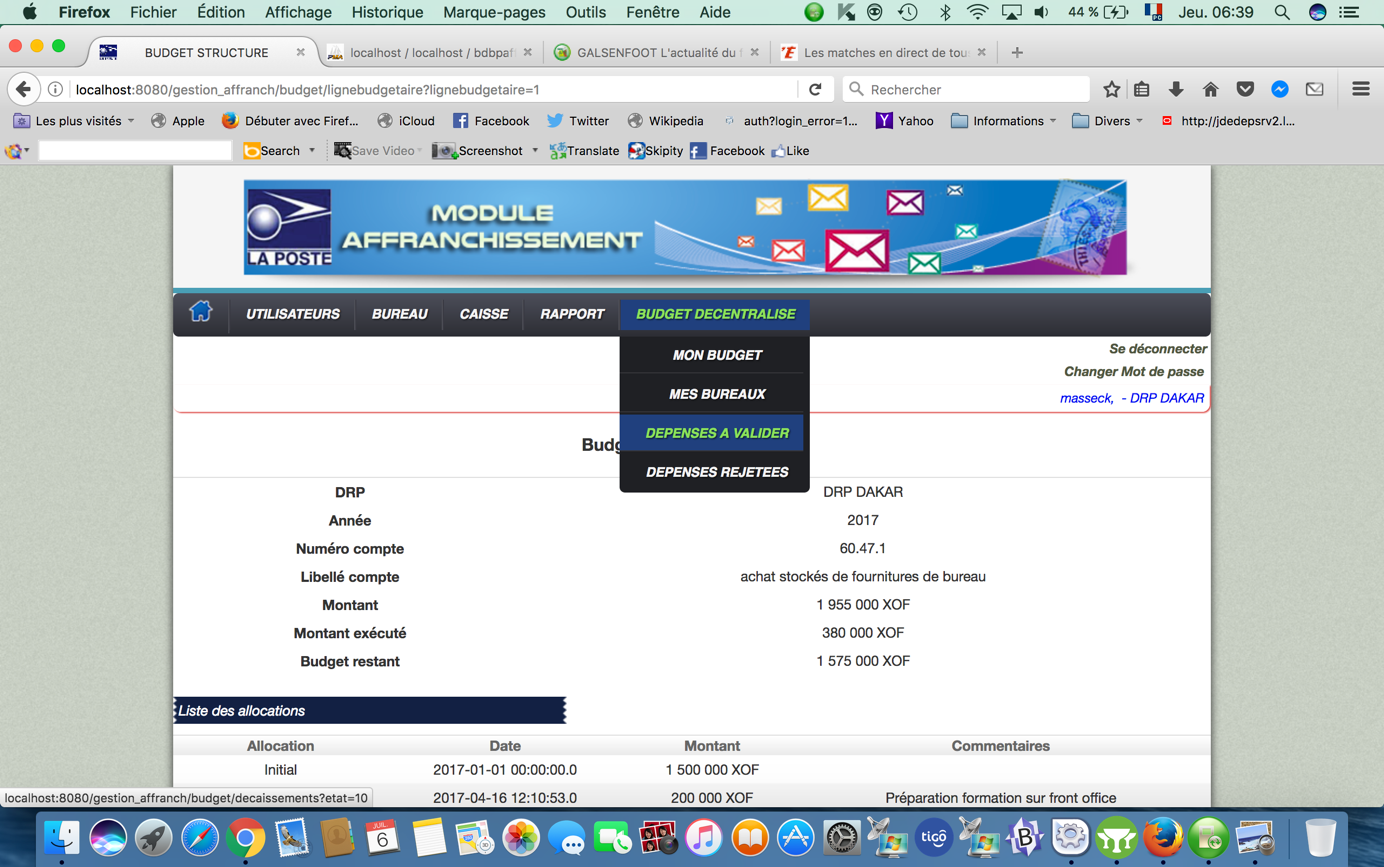 Firefox Fichier Édition Affichage Historique Marque-pages Outils Fenêtre Aide 44 % Jeu. 06:39
BUDGET STRUCTURE
localhost / localhost / bdbpaf
GALSENFOOT L'actualité du f
Les matches en direct de tou
localhost:8080/gestion_affranch/budget/lignebudgetaire?lignebudgetaire=1
Rechercher
Les plus visités Apple Débuter avec Firef... iCloud Facebook Twitter Wikipedia auth?login_error=1... Yahoo Informations Divers http://jdedepsrv2.l...
Search Save Video Screenshot Translate Skipity Facebook Like
LA POSTE
MODULE
AFFRANCHISSEMENT
THIES
UTILISATEURS BUREAU CAISSE RAPPORT BUDGET DECENTRALISE
MON BUDGET
MES BUREAUX
DEPENSES A VALIDER
DEPENSES REJETEES
Se déconnecter
Changer Mot de passe
masseck, - DRP DAKAR
Budg
DRP DRP DAKAR
Année 2017
Numéro compte 60.47.1
Libellé compte achat stockés de fournitures de bureau
Montant 1 955 000 XOF
Montant exécuté 380 000 XOF
Budget restant 1 575 000 XOF
Liste des allocations
Allocation Date Montant Commentaires
Initial 2017-01-01 00:00:00.0 1 500 000 XOF
2017-04-16 12:10:53.0 200 000 XOF Préparation formation sur front office
localhost:8080/gestion_affranch/budget/decaissements?etat=10
JUIL
6
tigo
B